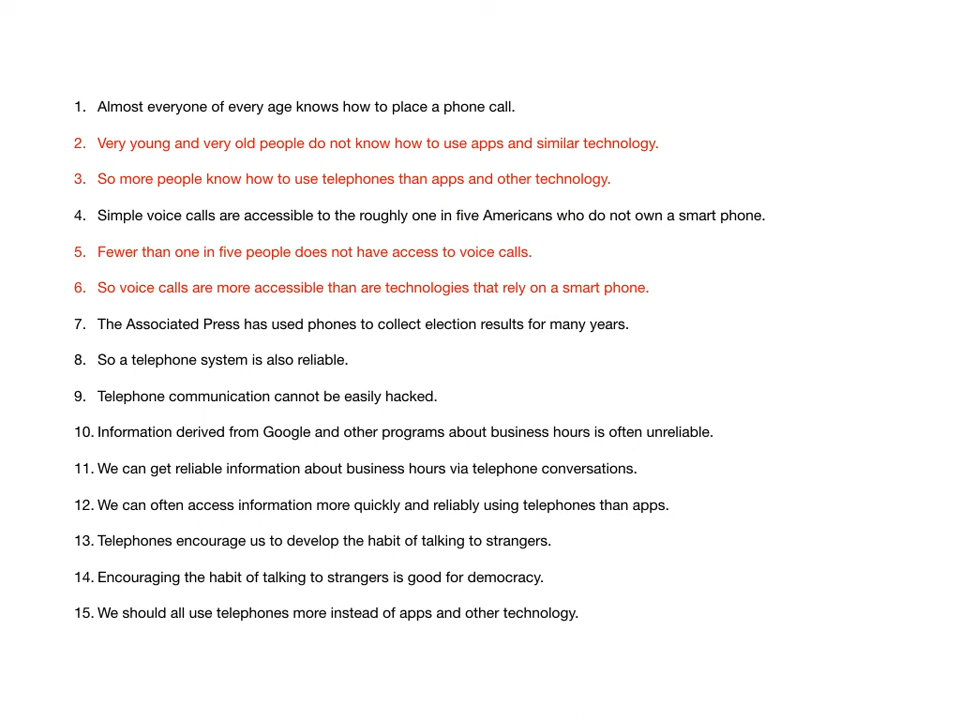 1. Almost everyone of every age knows how to place a phone call.
2. Very young and very old people do not know how to use apps and similar technology.
3. So more people know how to use telephones than apps and other technology.
4. Simple voice calls are accessible to the roughly one in five Americans who do not own a smart phone.
5. Fewer than one in five people does not have access to voice calls.
6. So voice calls are more accessible than are technologies that rely on a smart phone.
7. The Associated Press has used phones to collect election results for many years.
8. So a telephone system is also reliable.
9. Telephone communication cannot be easily hacked.
10. Information derived from Google and other programs about business hours is often unreliable.
11. We can get reliable information about business hours via telephone conversations.
12. We can often access information more quickly and reliably using telephones than apps.
13. Telephones encourage us to develop the habit of talking to strangers.
14. Encouraging the habit of talking to strangers is good for democracy.
15. We should all use telephones more instead of apps and other technology.